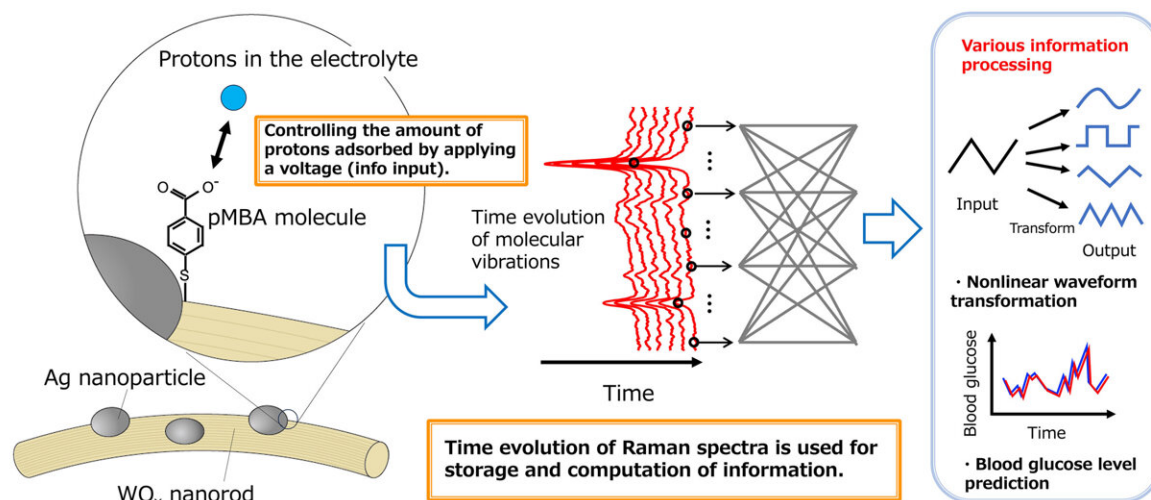 Protons in the electrolyte
Controlling the amount of
protons adsorbed by applying
a voltage (info input).
O
O-
pMBA molecule
S
Ag nanoparticle
nanorod
Time evolution
of molecular
vibrations
Time
Time evolution of Raman spectra is used for
storage and computation of information.
Various information
processing
Input
Transform
Output
・Nonlinear waveform
transformation
Blood glucose
Time
・Blood glucose level
prediction